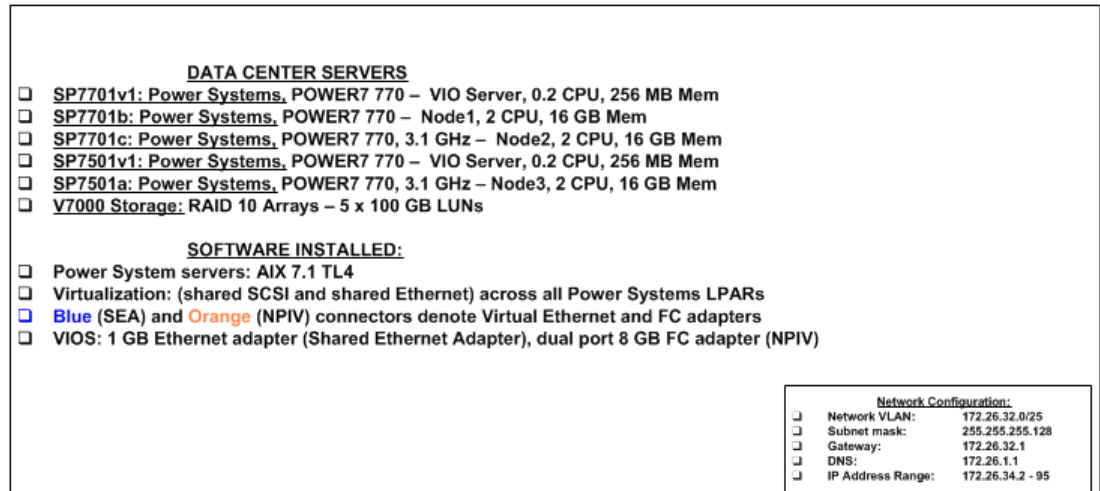 DATA CENTER SERVERS
SP7701v1: Power Systems, POWER7 770 – VIO Server, 0.2 CPU, 256 MB Mem
SP7701b: Power Systems, POWER7 770 – Node1, 2 CPU, 16 GB Mem
SP7701c: Power Systems, POWER7 770, 3.1 GHz – Node2, 2 CPU, 16 GB Mem
SP7501v1: Power Systems, POWER7 770 – VIO Server, 0.2 CPU, 256 MB Mem
SP7501a: Power Systems, POWER7 770, 3.1 GHz – Node3, 2 CPU, 16 GB Mem
V7000 Storage: RAID 10 Arrays – 5 x 100 GB LUNs
SOFTWARE INSTALLED:
Power System servers: AIX 7.1 TL4
Virtualization: (shared SCSI and shared Ethernet) across all Power Systems LPARs
Blue (SEA) and Orange (NPIV) connectors denote Virtual Ethernet and FC adapters
VIOS: 1 GB Ethernet adapter (Shared Ethernet Adapter), dual port 8 GB FC adapter (NPIV)
Network Configuration:
Network VLAN: 172.26.32.0/25
Subnet mask: 255.255.255.128
Gateway: 172.26.32.1
DNS: 172.26.1.1
IP Address Range: 172.26.34.2 - 95